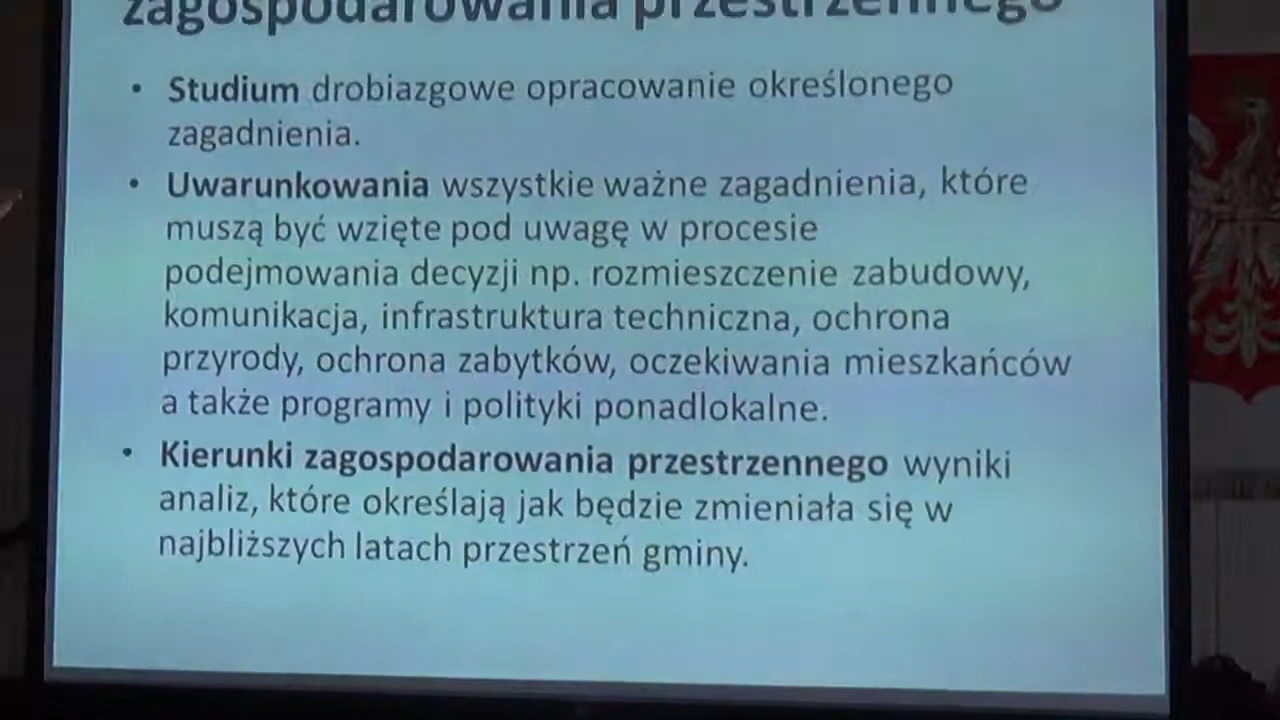 zagospodarowania przestrzennego
• Studium drobiazgowe opracowanie określonego
zagadnienia.
• Uwarunkowania wszystkie ważne zagadnienia, które
muszą być wzięte pod uwagę w procesie
podejmowania decyzji np. rozmieszczenie zabudowy,
komunikacja, infrastruktura techniczna, ochrona
przyrody, ochrona zabytków, oczekiwania mieszkańców
a także programy i polityki ponadlokalne.
• Kierunki zagospodarowania przestrzennego wyniki
analiz, które określają jak będzie zmieniała się w
najbliższych latach przestrzeń gminy.